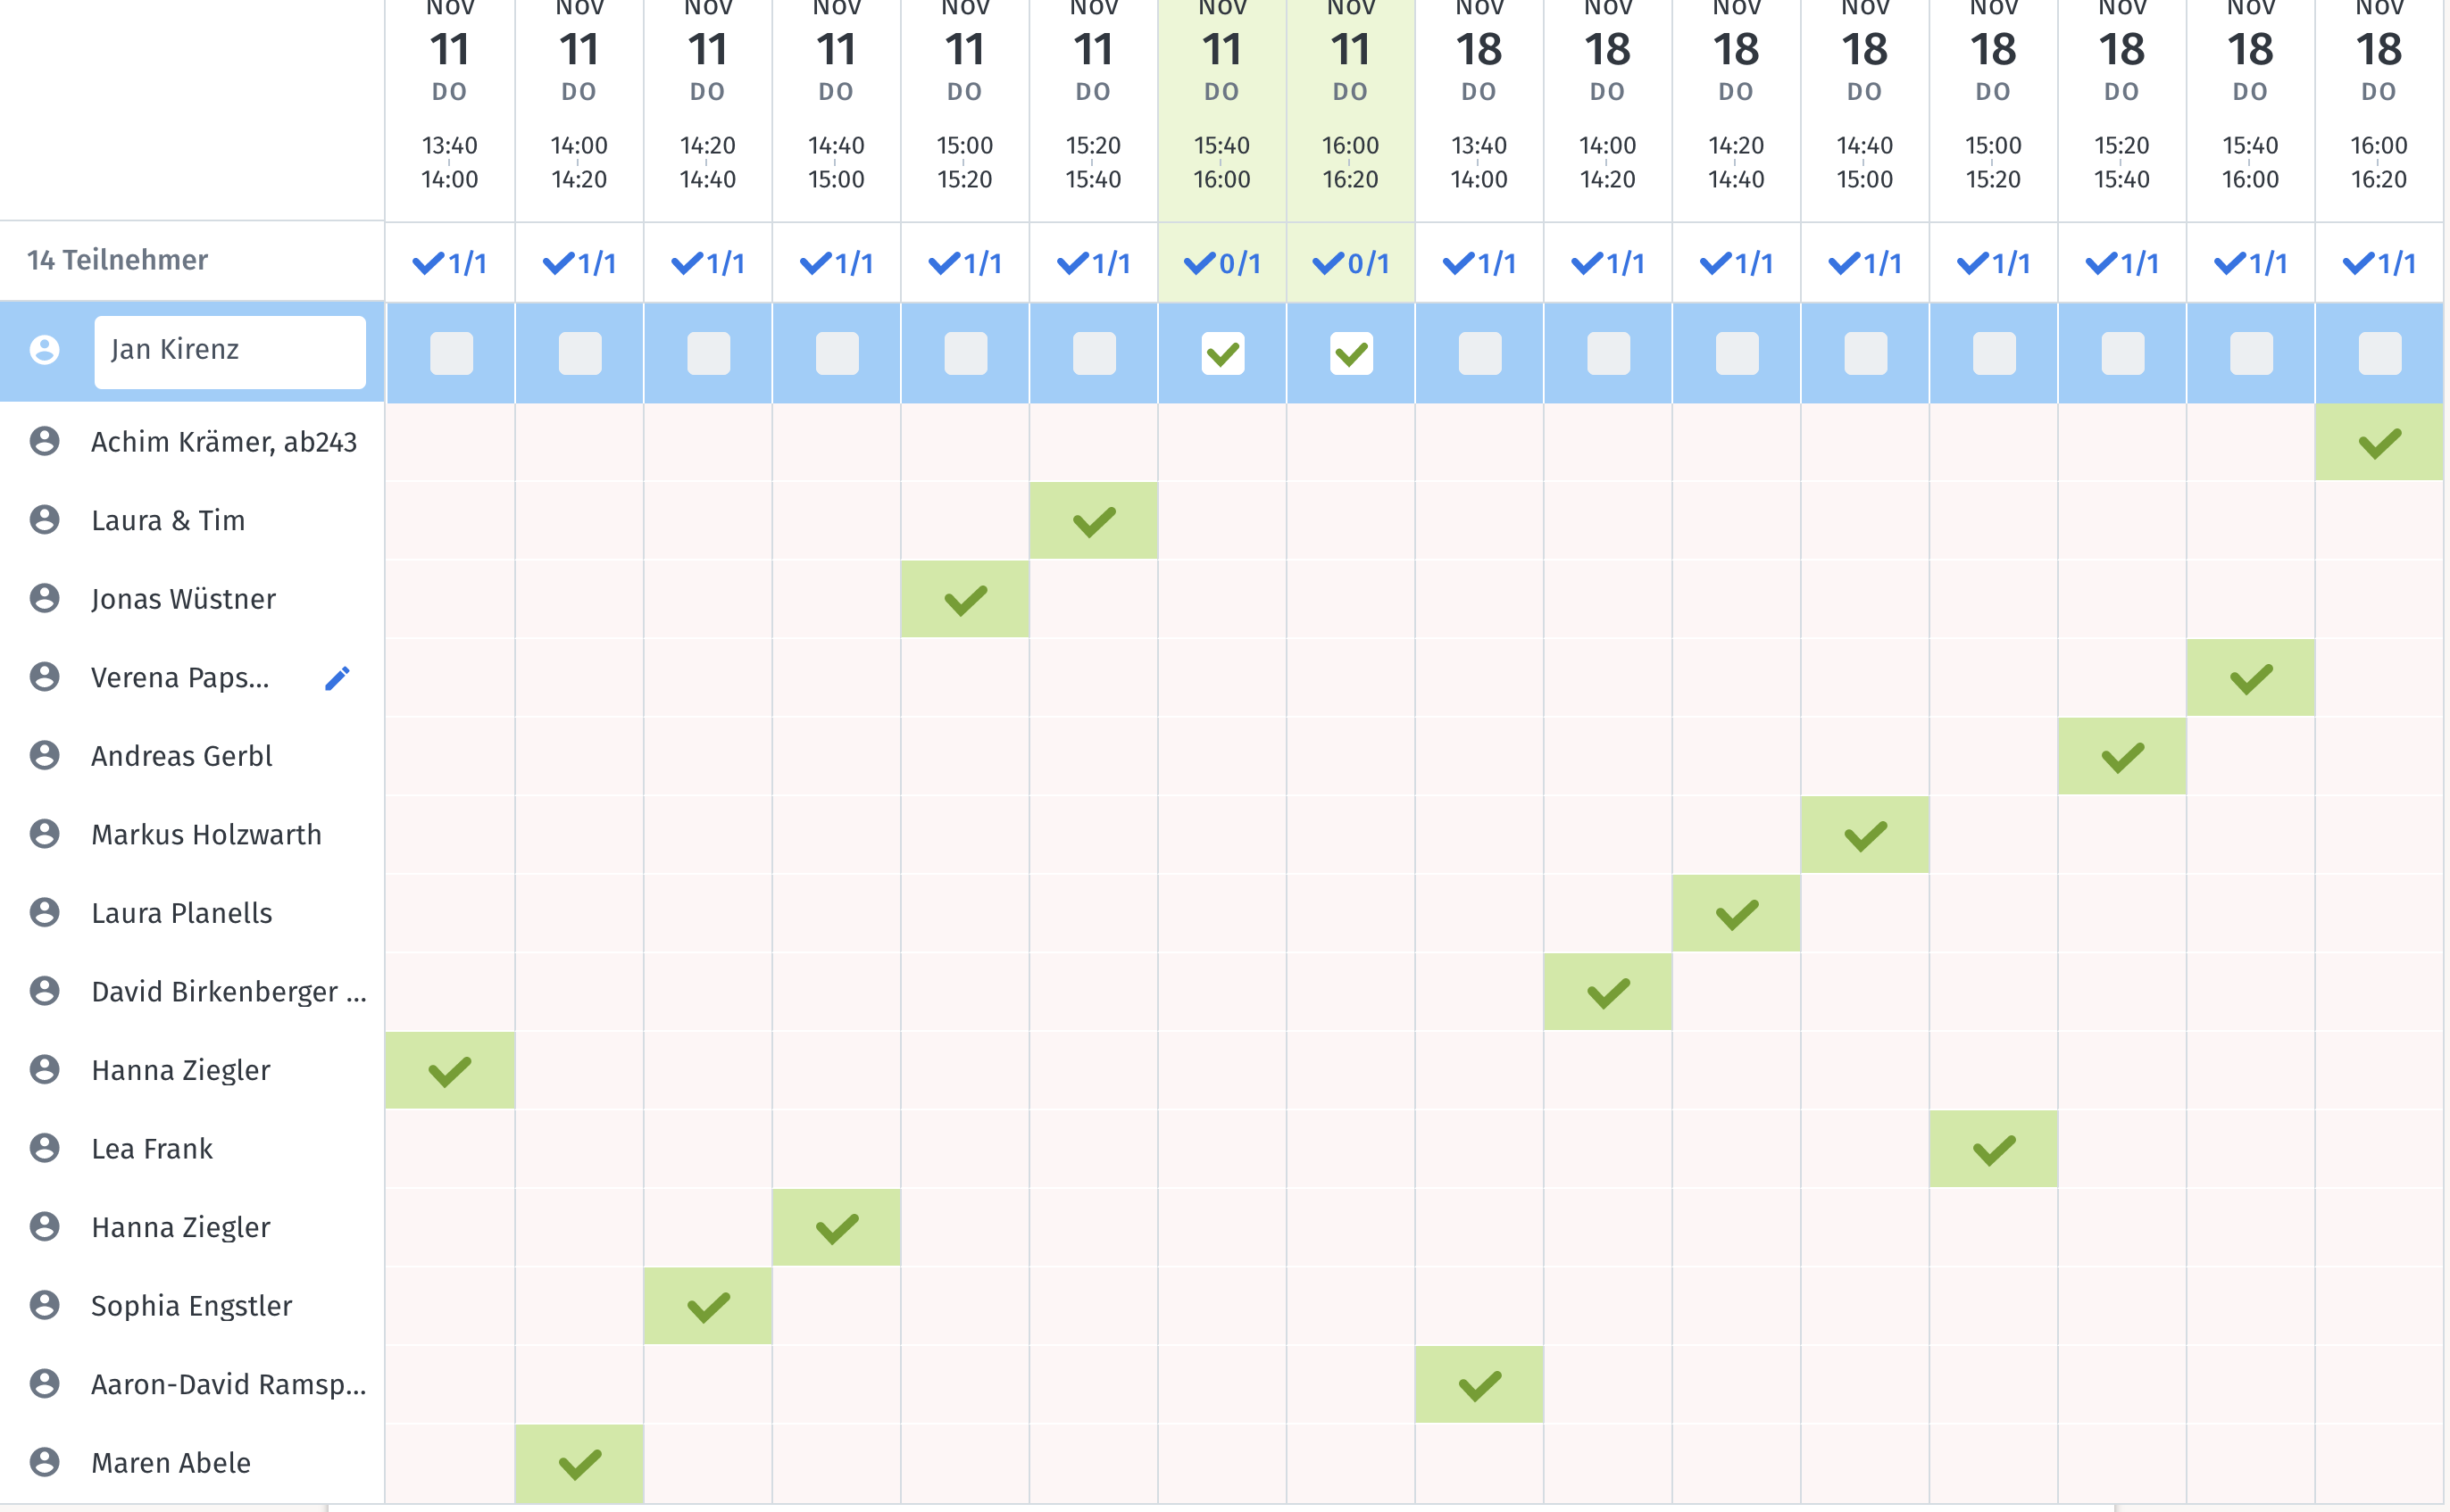 Nov Nov Nov Nov Nov Nov Nov Nov Nov Nov Nov Nov Nov Nov Nov Nov
11 11 11 11 11 11 11 11 18 18 18 18 18 18 18 18
DO DO DO DO DO DO DO DO DO DO DO DO DO DO DO DO
13:40 14:00 14:20 14:40 15:00 15:20 15:40 16:00 13:40 14:00 14:20 14:40 15:00 15:20 15:40 16:00
14:00 14:20 14:40 15:00 15:20 15:40 16:00 16:20 14:00 14:20 14:40 15:00 15:20 15:40 16:00 16:20
14 Teilnehmer 1/1 1/1 1/1 1/1 1/1 1/1 0/1 0/1 1/1 1/1 1/1 1/1 1/1 1/1 1/1 1/1
Jan Kirenz
Achim Krämer, ab243
Laura & Tim
Jonas Wüstner
Verena Paps...
Andreas Gerbl
Markus Holzwarth
Laura Planells
David Birkenberger ...
Hanna Ziegler
Lea Frank
Hanna Ziegler
Sophia Engstler
Aaron-David Ramsp...
Maren Abele